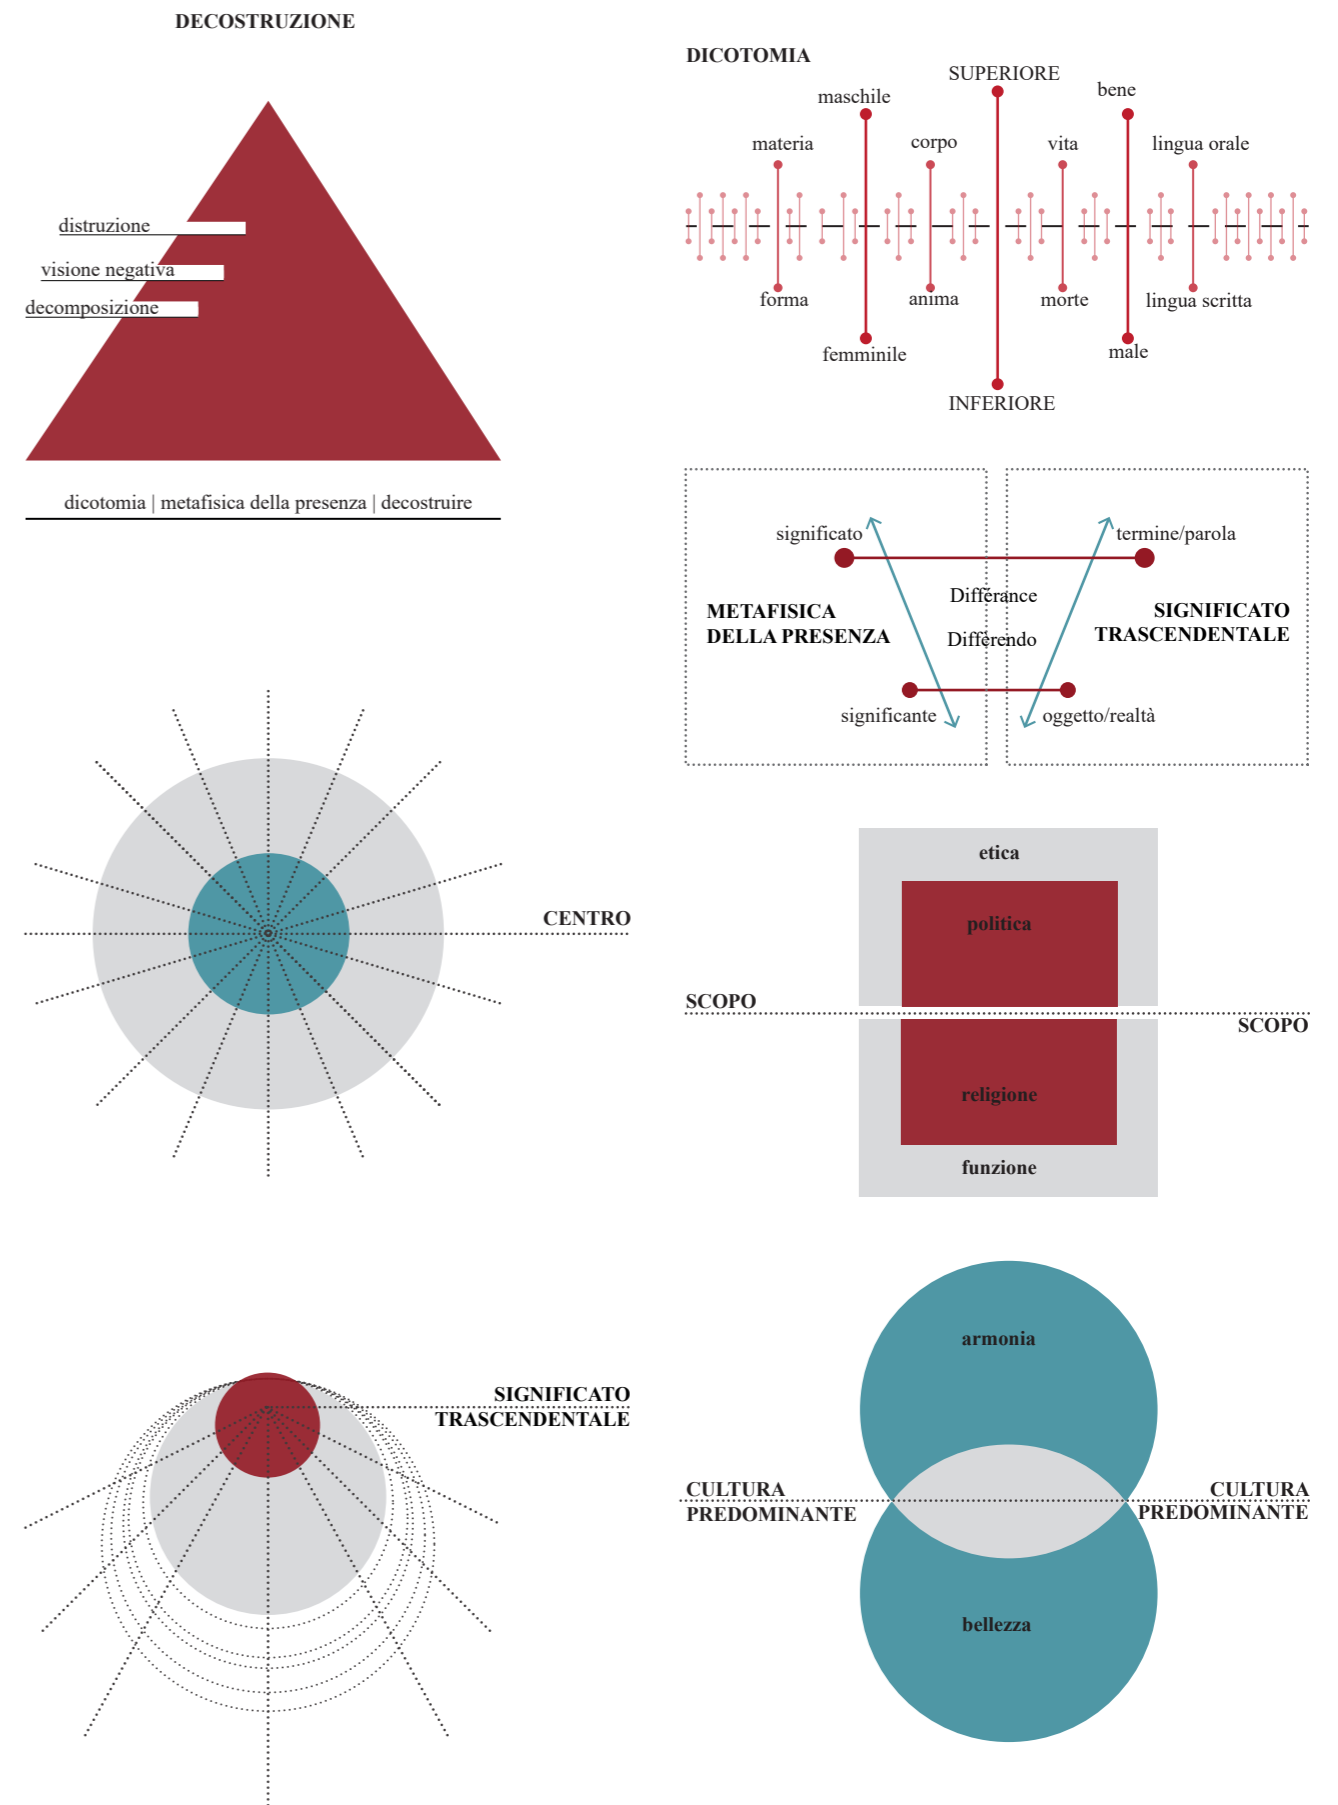 DECOSTRUZIONE
distruzione
visione negativa
decomposizione
dicotomia | metafisica della presenza | decostruire
DICOTOMIA
SUPERIORE
maschile
bene
materia
corpo
vita
lingua orale
forma
anima
morte
lingua scritta
femminile
male
INFERIORE
significato
termine/parola
Différance
METAFISICA
DELLA PRESENZA
SIGNIFICATO
TRASCENDENTALE
Differendo
significante
oggetto/realtà
CENTRO
etica
politica
SCOPO
SCOPO
religione
funzione
SIGNIFICATO
TRASCENDENTALE
armonia
CULTURA
PREDOMINANTE
CULTURA
PREDOMINANTE
bellezza